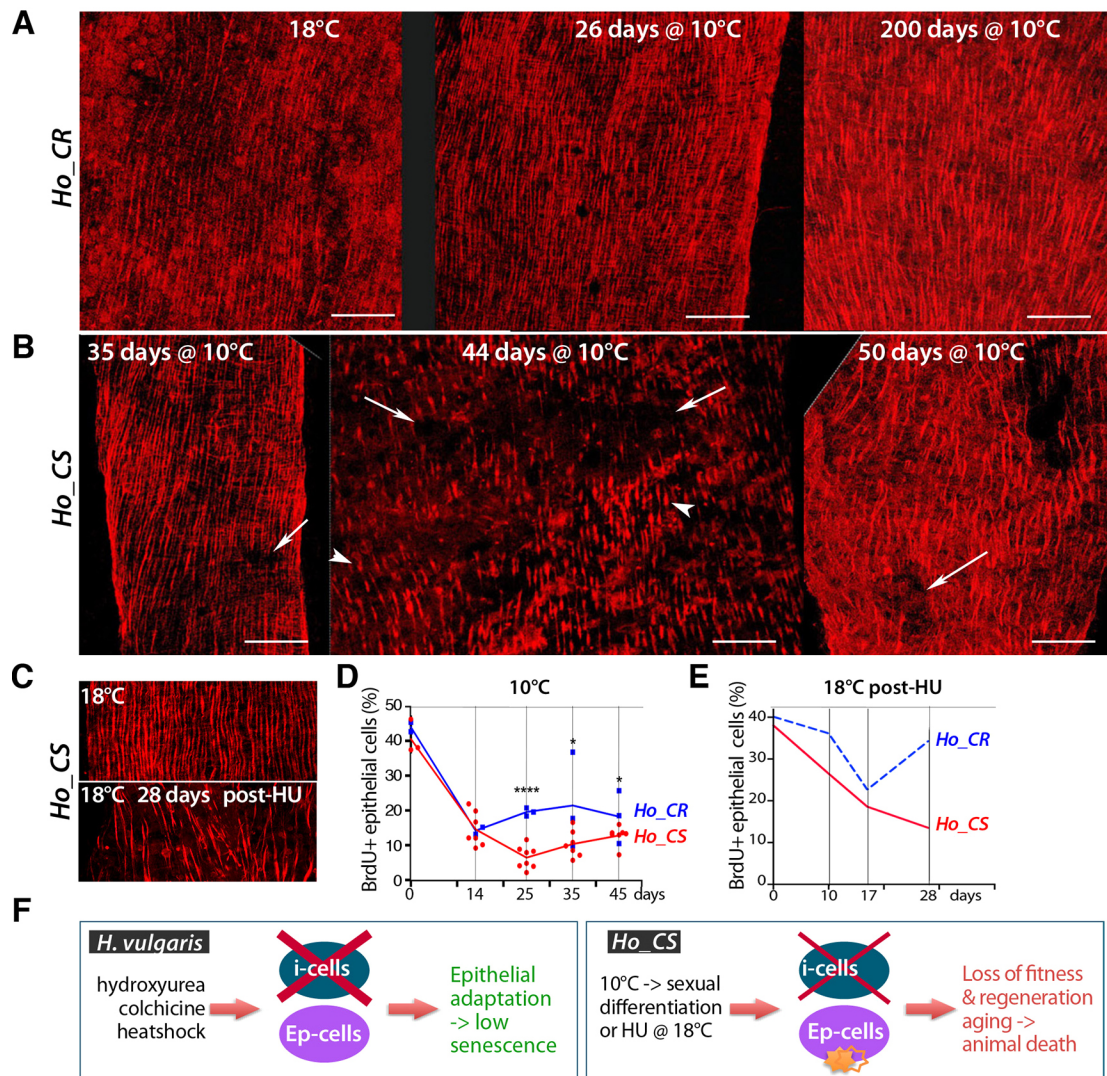 A
18°C
26 days @ 10°C
200 days @ 10°C
Ho_CR
B
35 days @ 10°C
44 days @ 10°C
50 days @ 10°C
Ho_CS
C
18°C
18°C 28 days post-HU
Ho_CS
D
10°C
BrdU+ epithelial cells (%)
50
40
30
20
10
0
****
*
*
Ho_CR
Ho_CS
0
14
25
35
45
days
E
18°C post-HU
BrdU+ epithelial cells (%)
40
30
20
10
0
Ho_CR
Ho_CS
0
10
17
28
days
F
H. vulgaris
hydroxyurea
colchicine
heatshock
i-cells
Ep-cells
Epithelial
adaptation
-> low
senescence
Ho_CS
10°C -> sexual
differentiation
or HU @ 18°C
i-cells
Ep-cells
Loss of fitness
& regeneration
aging ->
animal death